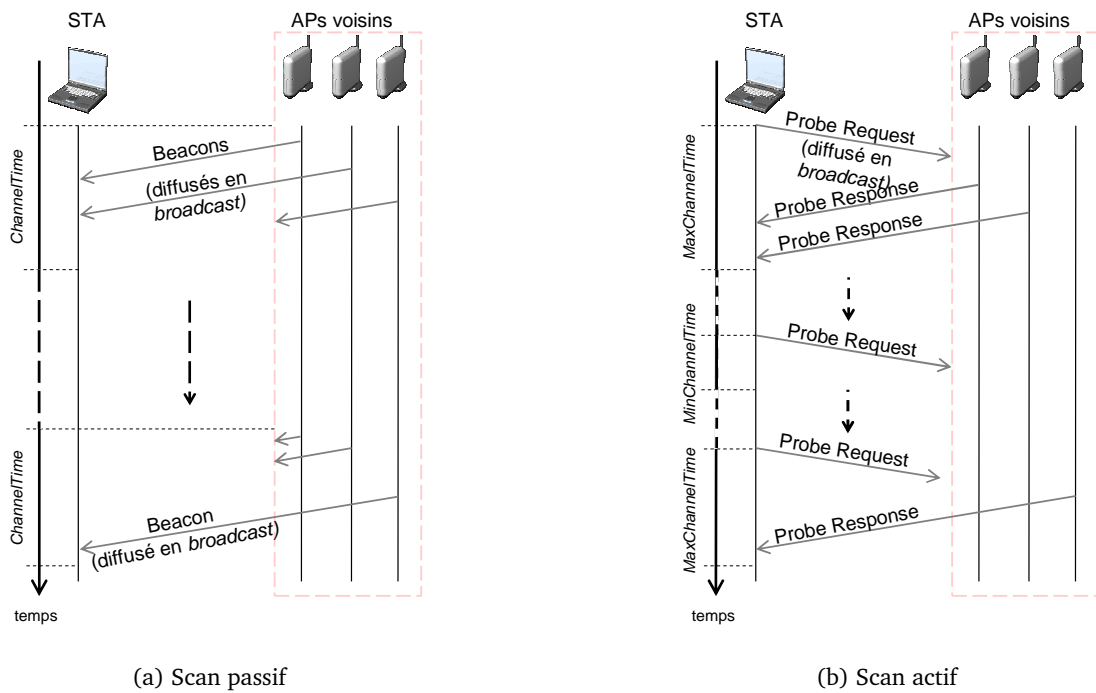 STA
APs voisins
ChannelTime
Beacons
(diffusés en
broadcast)
ChannelTime
Beacon
(diffusé en broadcast)
temps
(a) Scan passif
STA
APs voisins
MaxChannelTime
Probe Request
(diffusé en
broadcast)
Probe Response
Probe Response
MinChannelTime
Probe Request
MaxChannelTime
Probe Request
Probe Response
temps
(b) Scan actif